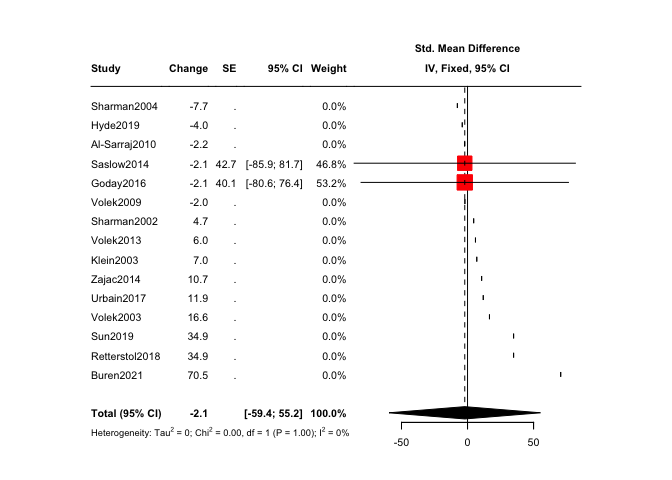 Std. Mean Difference
Study Change SE 95% CI Weight IV, Fixed, 95% CI
Sharman2004 -7.7 . 0.0%
Hyde2019 -4.0 . 0.0%
Al-Sarraj2010 -2.2 . 0.0%
Saslow2014 -2.1 42.7 [-85.9; 81.7] 46.8%
Goday2016 -2.1 40.1 [-80.6; 76.4] 53.2%
Volek2009 -2.0 . 0.0%
Sharman2002 4.7 . 0.0%
Volek2013 6.0 . 0.0%
Klein2003 7.0 . 0.0%
Zajac2014 10.7 . 0.0%
Urbain2017 11.9 . 0.0%
Volek2003 16.6 . 0.0%
Sun2019 34.9 . 0.0%
Retterstol2018 34.9 . 0.0%
Buren2021 70.5 . 0.0%
Total (95% CI) -2.1 [-59.4; 55.2] 100.0%
Heterogeneity: Tau² = 0; Chi² = 0.00, df = 1 (P = 1.00); I² = 0%
-50 0 50